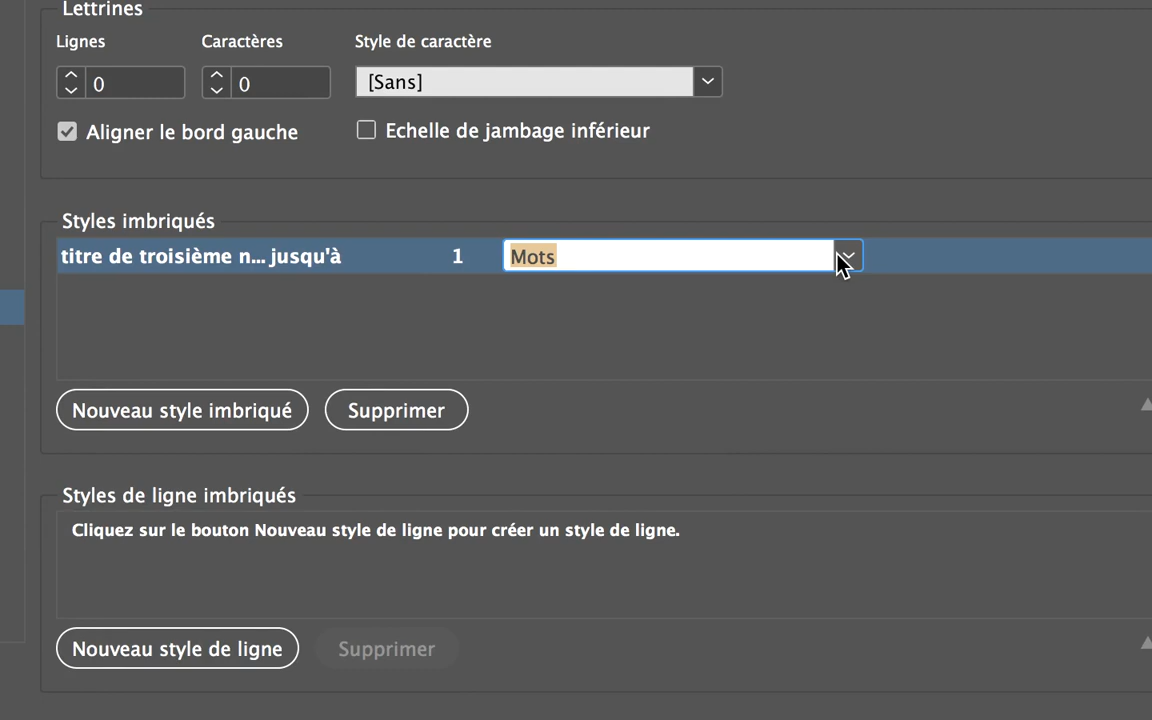 Lettrines
Lignes Caractères Style de caractère
0 0 [Sans]
Aligner le bord gauche Echelle de jambage inférieur
Styles imbriqués
titre de troisième n... jusqu'à 1 Mots
Nouveau style imbriqué Supprimer
Styles de ligne imbriqués
Cliquez sur le bouton Nouveau style de ligne pour créer un style de ligne.
Nouveau style de ligne Supprimer